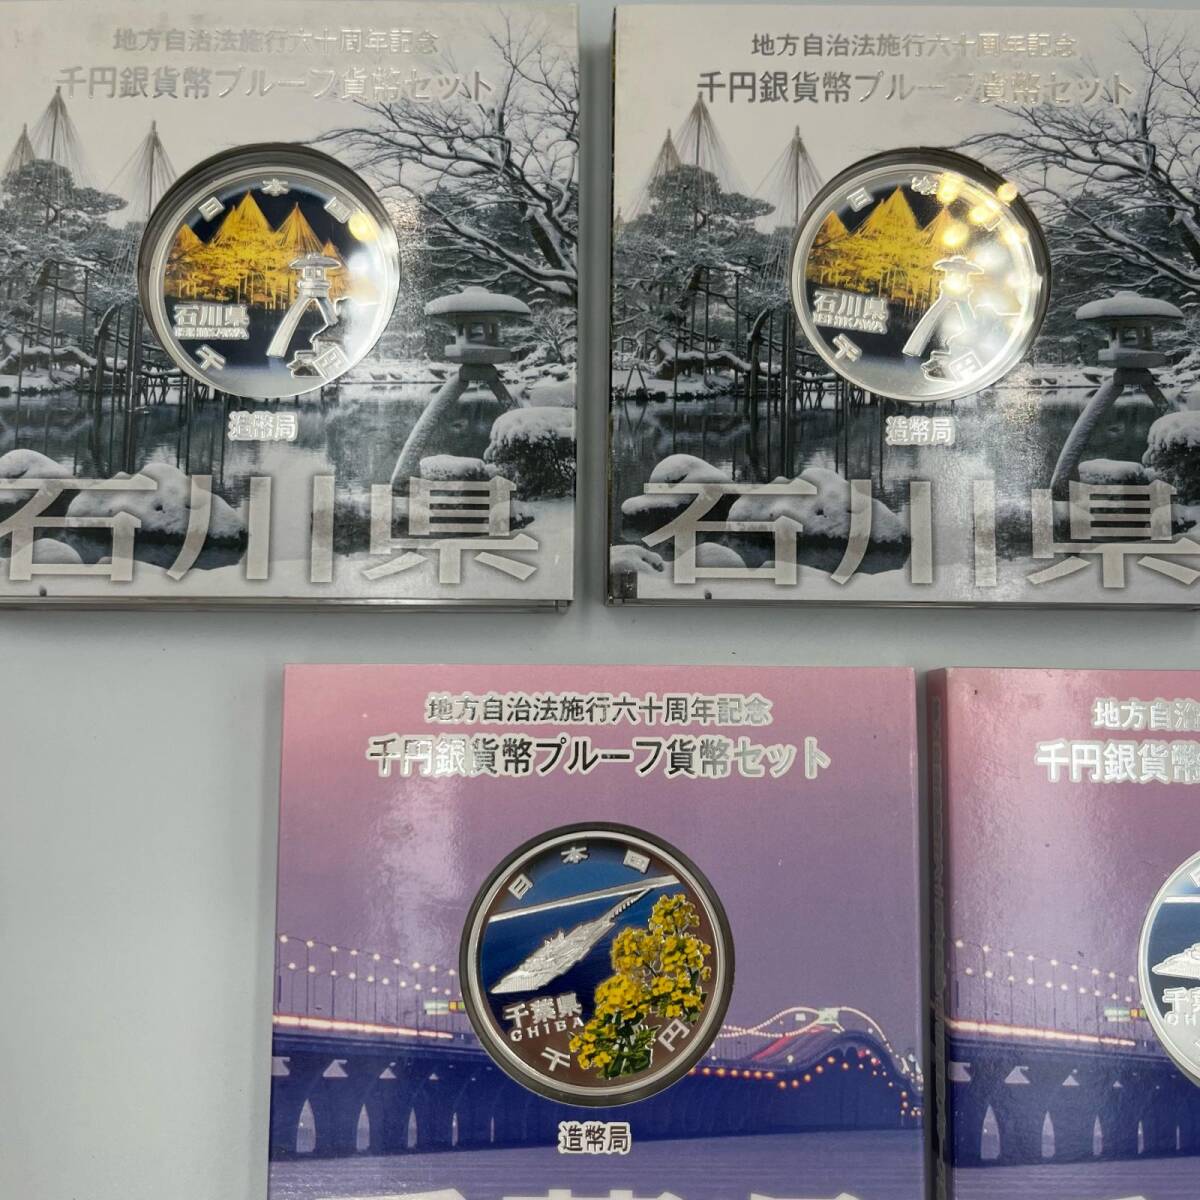 地方自治法施行六十周年記念
千円銀貨幣プルーフ貨幣セット
日本国
石川県
ISHIKAWA
千円
造幣局
石川県
地方自治法施行六十周年記念
千円銀貨幣プルーフ貨幣セット
日本
石川県
ISHIKAWA
千円
造幣局
石川県
地方自治法施行六十周年記念
千円銀貨幣プルーフ貨幣セット
日本国
千葉県
CHIBA
千円
造幣局
地方自治
千円銀貨幣
千